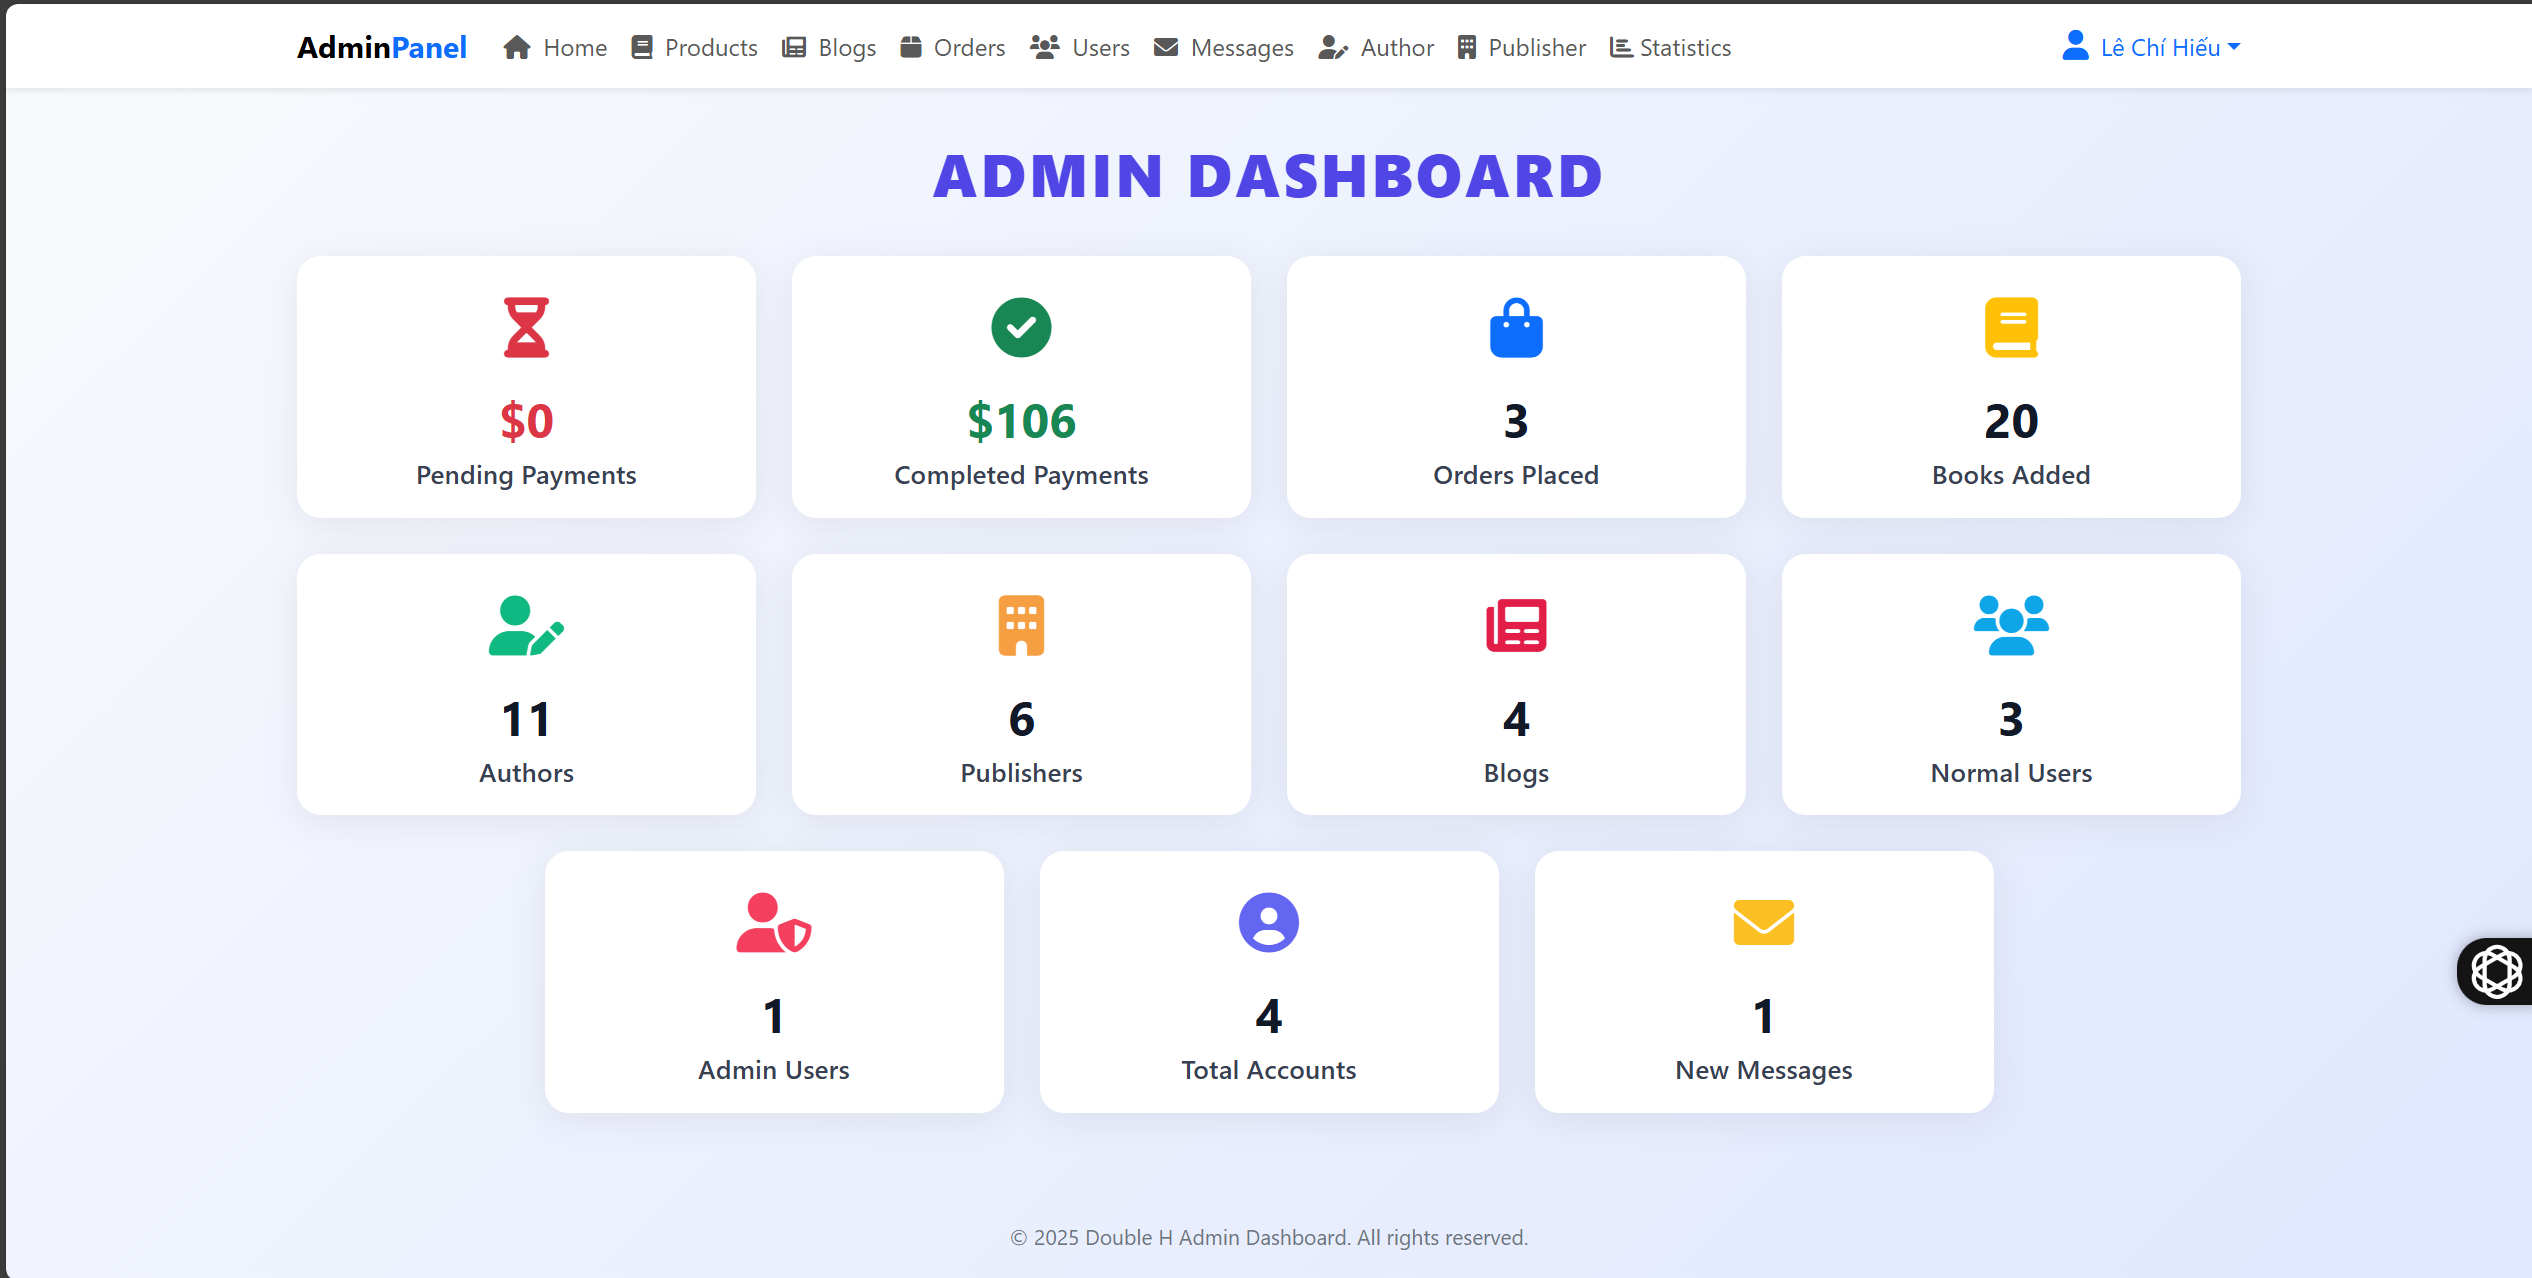 AdminPanel Home Products Blogs Orders Users Messages Author Publisher Statistics Lê Chí Hiếu
ADMIN DASHBOARD
$0
Pending Payments
$106
Completed Payments
3
Orders Placed
20
Books Added
11
Authors
6
Publishers
4
Blogs
3
Normal Users
1
Admin Users
4
Total Accounts
1
New Messages
© 2025 Double H Admin Dashboard. All rights reserved.